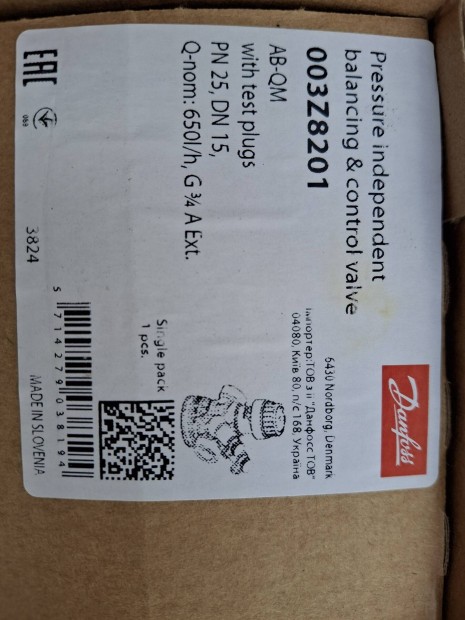 Pressure independent
balancing & control valve
003Z8201
AB-QM
with test plugs
PN 25, DN 15,
Q-nom: 650l/h, G ¾ A Ext.
Danfoss
6430 Nordborg, Denmark
Імпортер:ТОВ з іі "Данфосс ТОВ"
04080, Київ 80, п/с 168, Україна
Single pack
1 pcs.
EAC
089
3824
5 714279 038194
MADE IN SLOVENIA